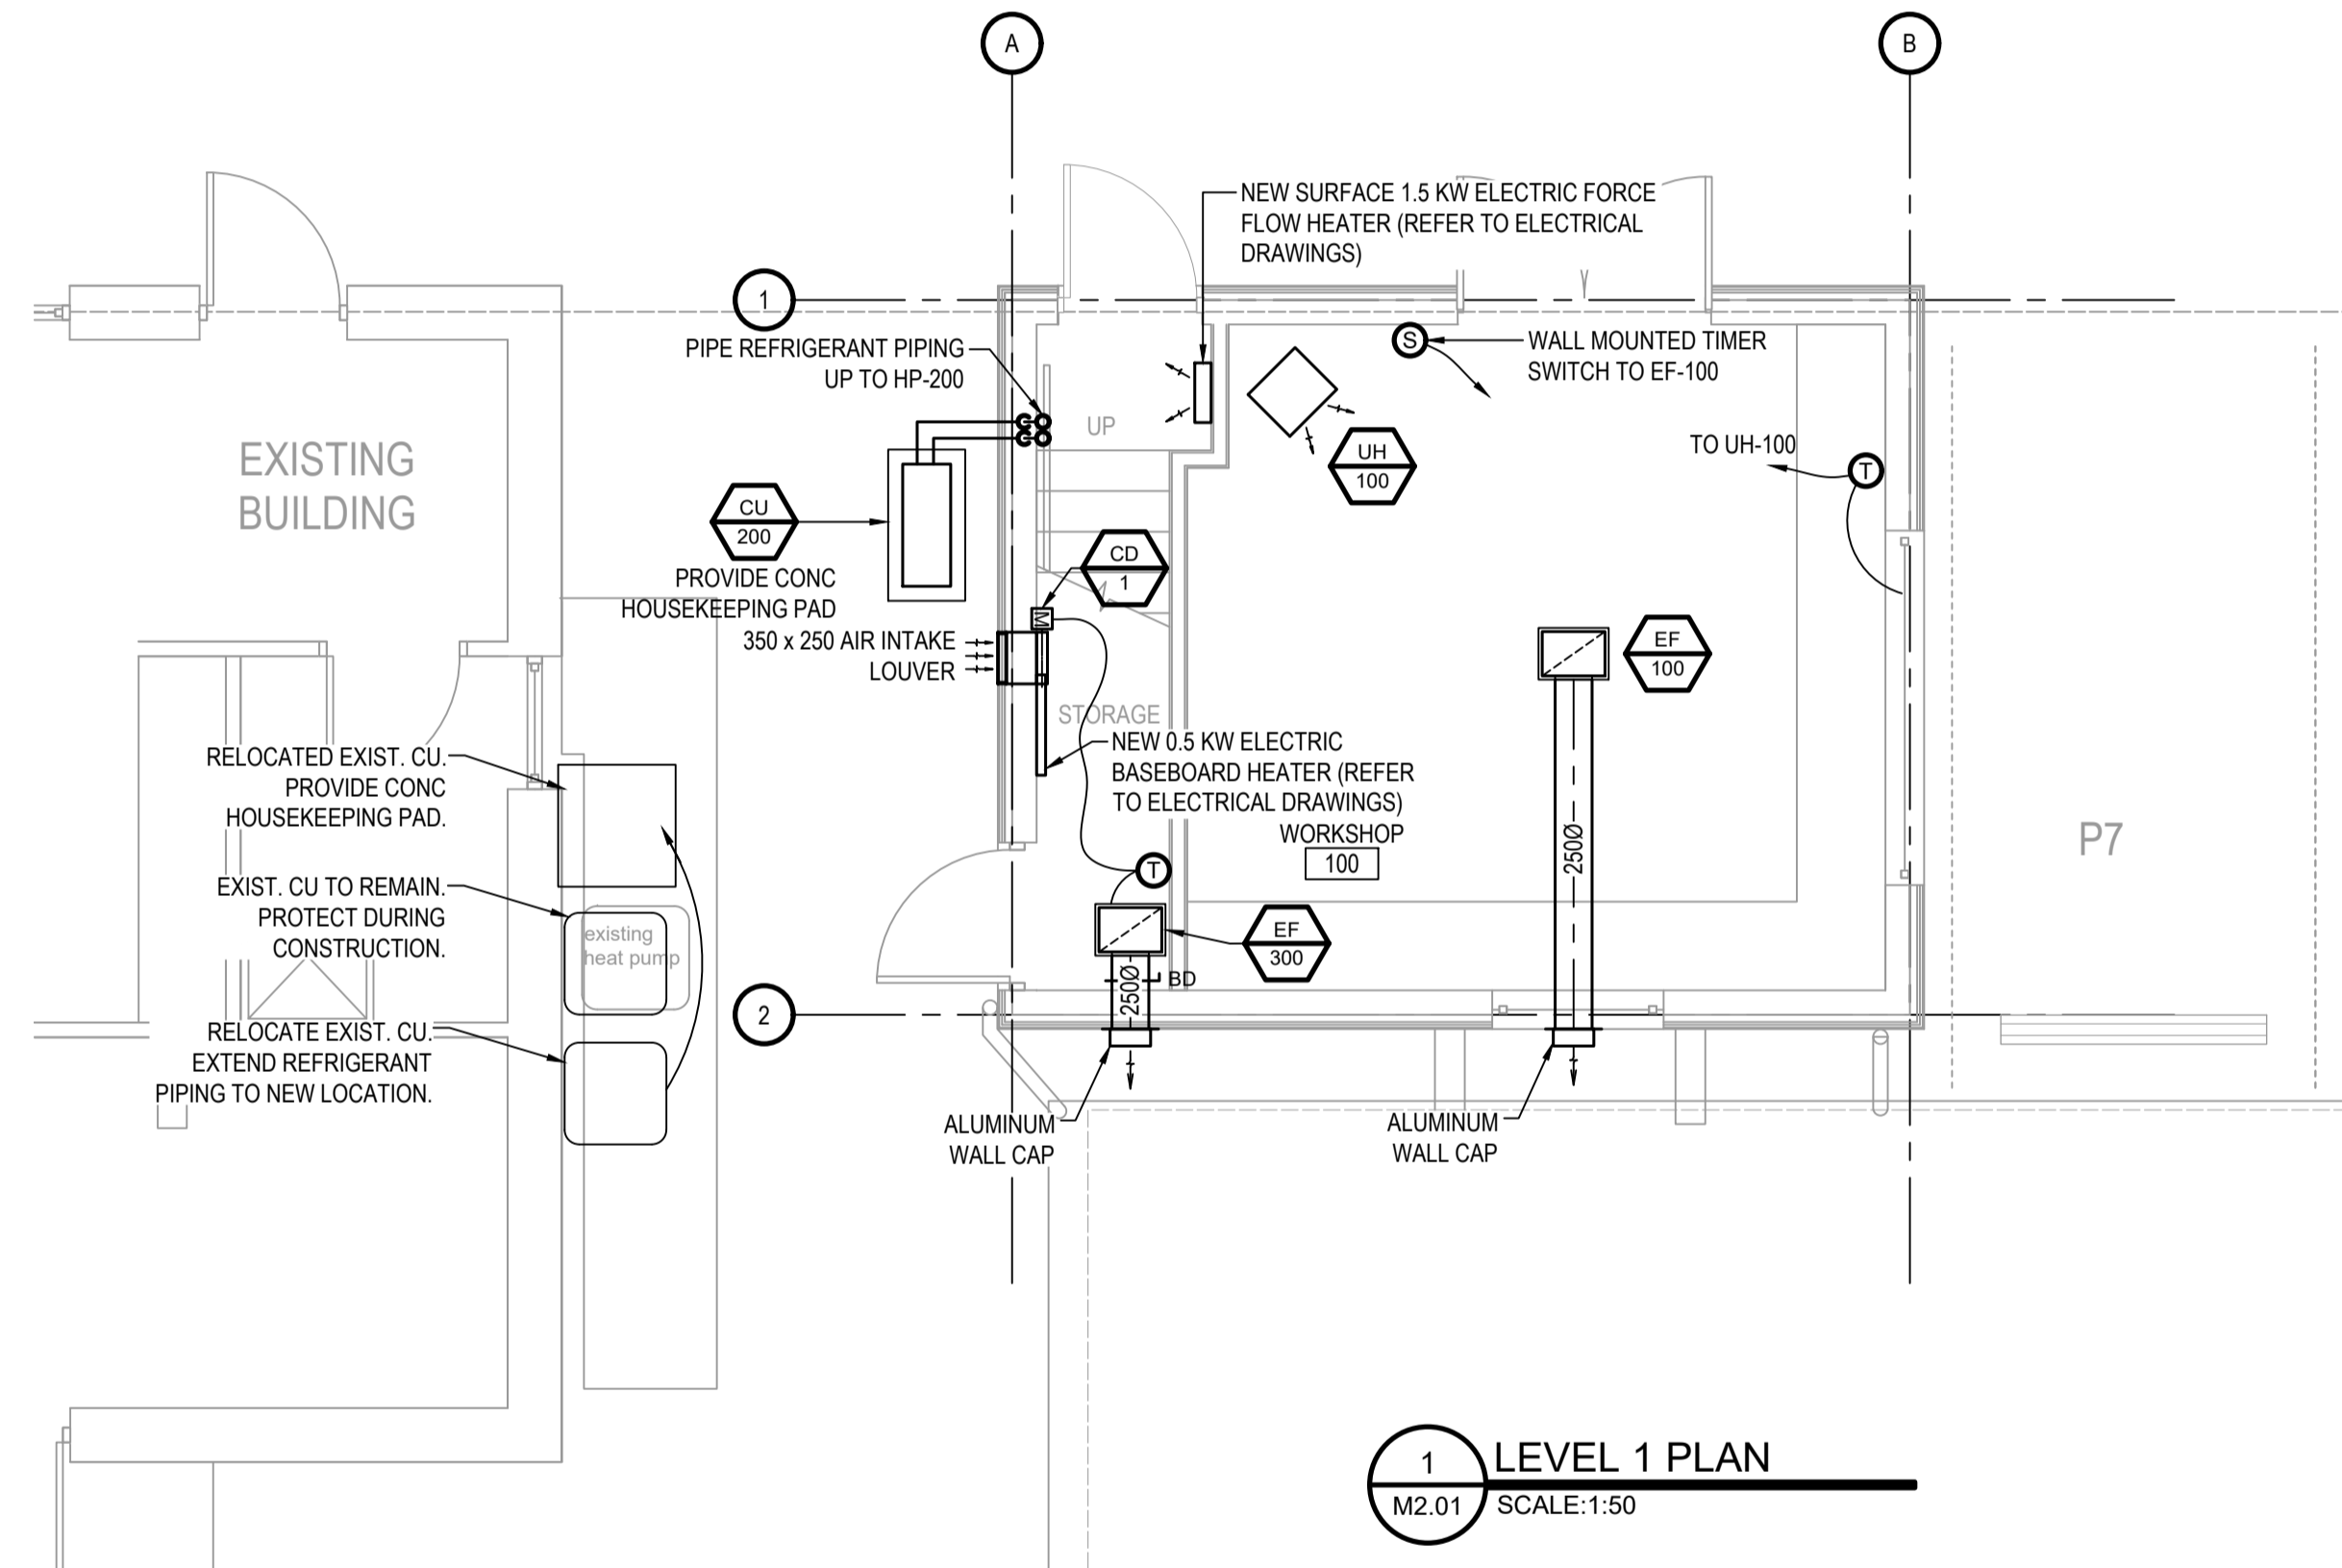 A
B
NEW SURFACE 1.5 KW ELECTRIC FORCE
FLOW HEATER (REFER TO ELECTRICAL
DRAWINGS)
1
PIPE REFRIGERANT PIPING
UP TO HP-200
S
WALL MOUNTED TIMER
SWITCH TO EF-100
UP
EXISTING
BUILDING
UH
100
TO UH-100
T
CU
200
PROVIDE CONC
HOUSEKEEPING PAD
CD
1
M
350 x 250 AIR INTAKE
LOUVER
EF
100
STORAGE
NEW 0.5 KW ELECTRIC
BASEBOARD HEATER (REFER
TO ELECTRICAL DRAWINGS)
WORKSHOP
100
250Ø
P7
RELOCATED EXIST. CU.
PROVIDE CONC
HOUSEKEEPING PAD.
T
EXIST. CU TO REMAIN.
PROTECT DURING
CONSTRUCTION.
existing
heat pump
EF
300
250Ø
BD
2
RELOCATE EXIST. CU.
EXTEND REFRIGERANT
PIPING TO NEW LOCATION.
ALUMINUM
WALL CAP
ALUMINUM
WALL CAP
1
M2.01
LEVEL 1 PLAN
SCALE:1:50